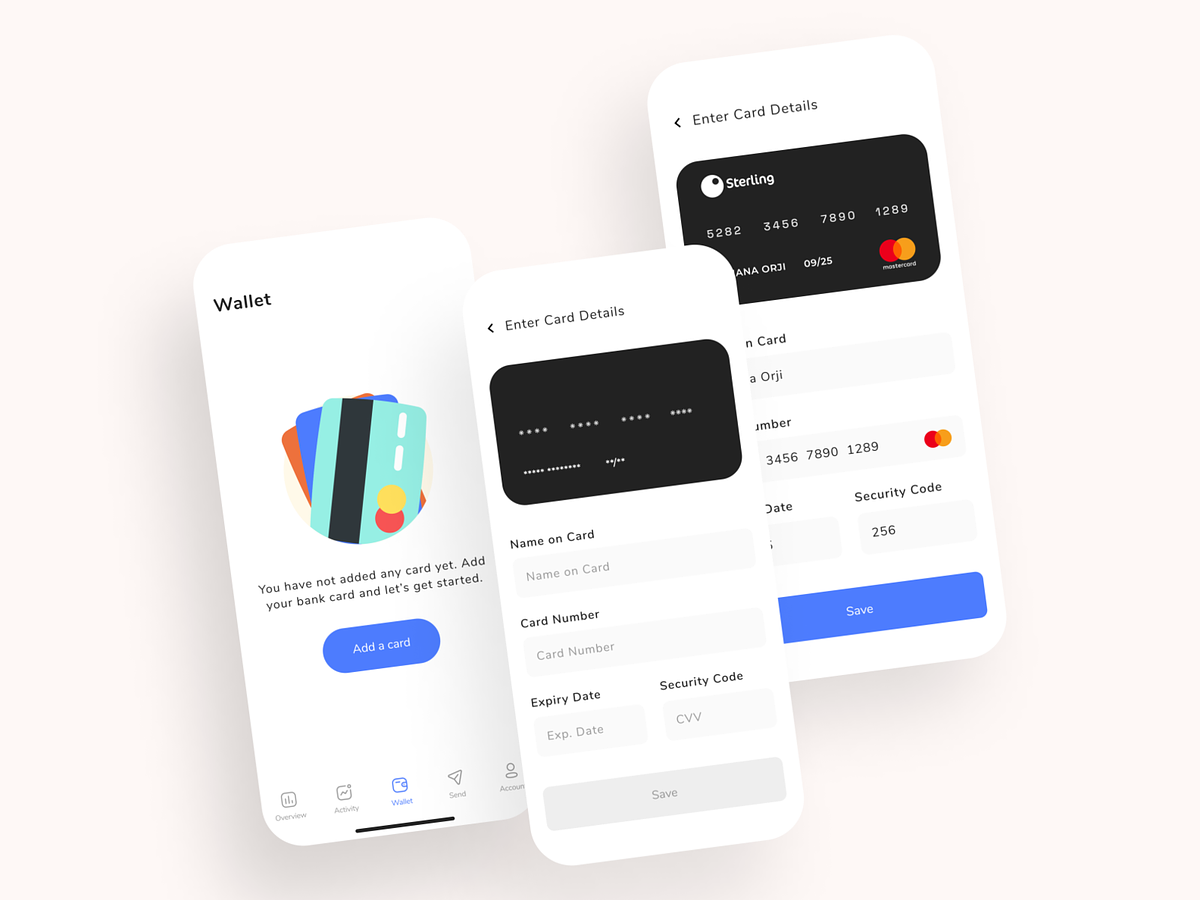 Wallet
You have not added any card yet. Add
your bank card and let's get started.
Add a card
Overview
Activity
Wallet
Send
Accoun
Enter Card Details
**** **** **** ****
***** ******** **/**
Name on Card
Name on Card
Card Number
Card Number
Expiry Date Security Code
Exp. Date CVV
Save
Enter Card Details
Sterling
5282 3456 7890 1289
ANA ORJI 09/25
mastercard
n Card
a Orji
umber
3456 7890 1289
Date Security Code
256
Save